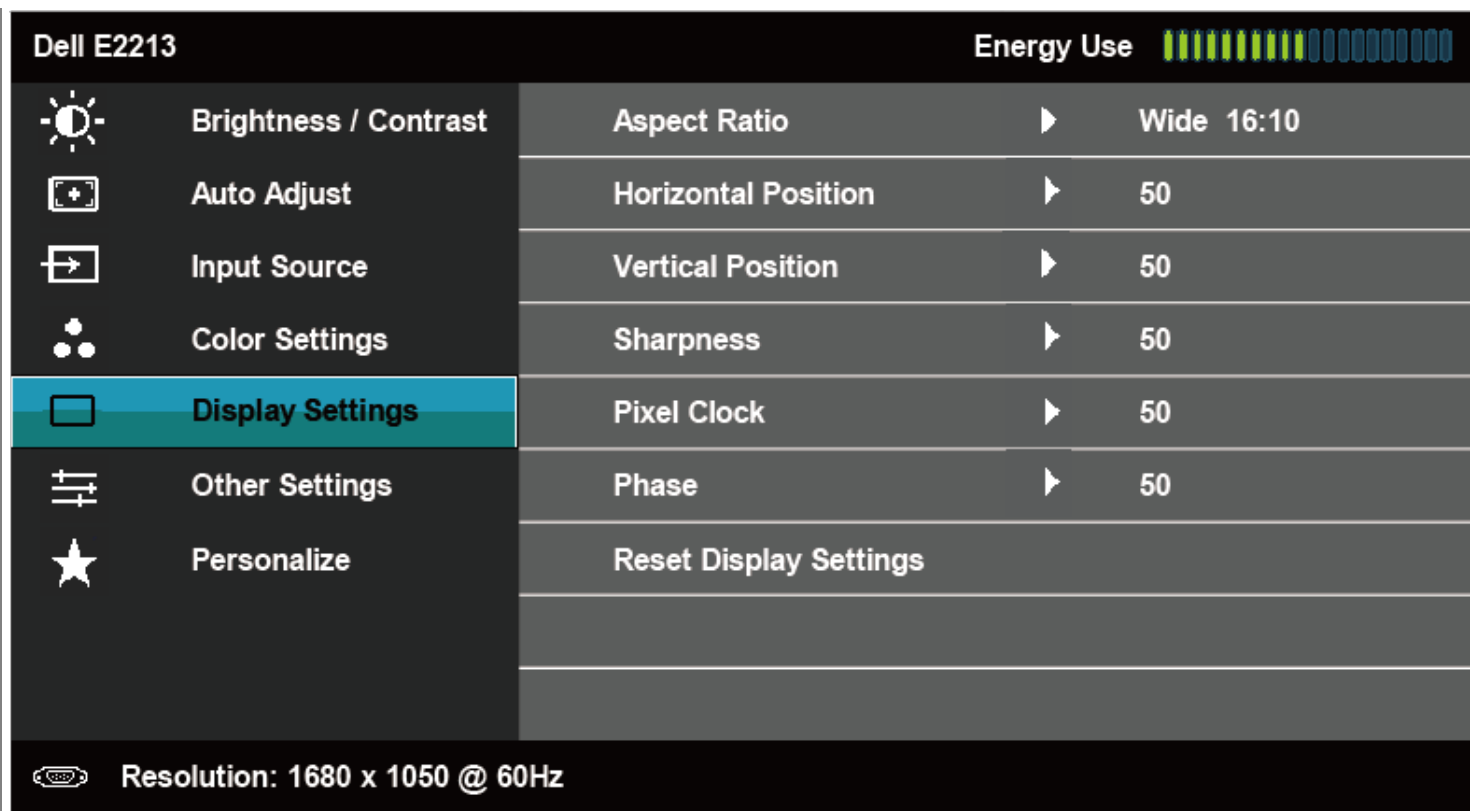 Dell E2213 Energy Use
Brightness / Contrast Aspect Ratio Wide 16:10
Auto Adjust Horizontal Position 50
Input Source Vertical Position 50
Color Settings Sharpness 50
Display Settings Pixel Clock 50
Other Settings Phase 50
Personalize Reset Display Settings
Resolution: 1680 x 1050 @ 60Hz